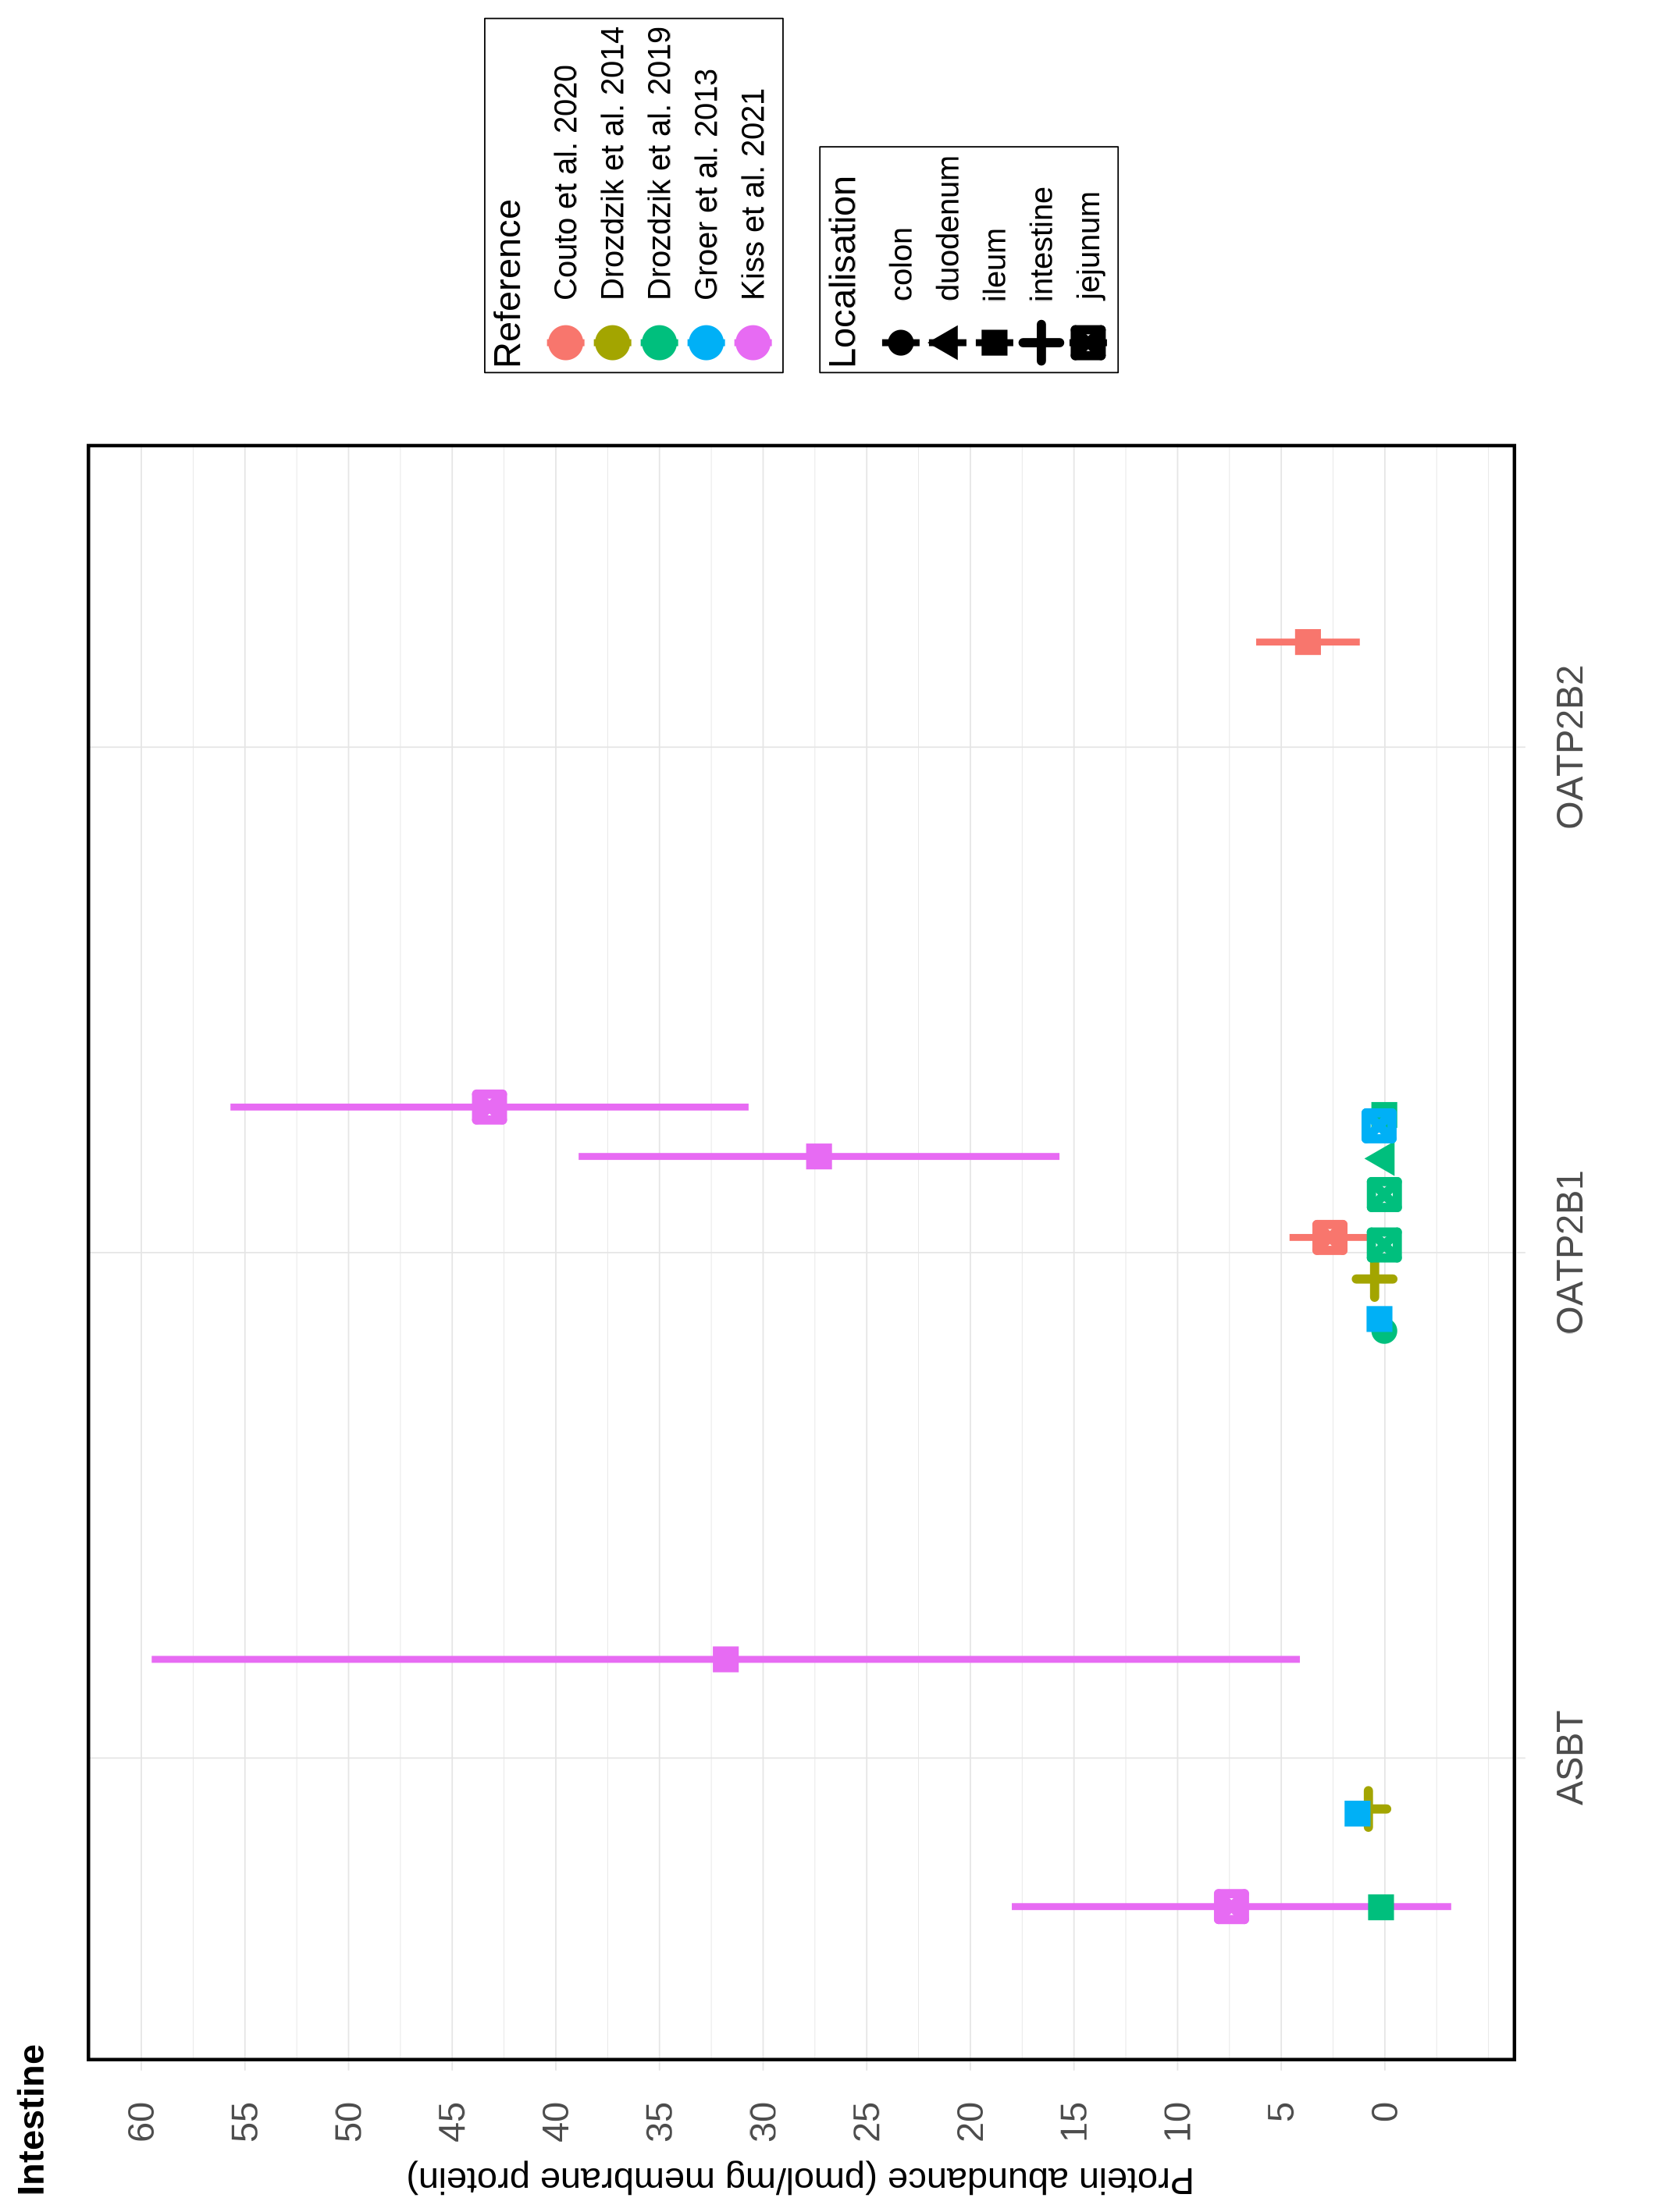 Intestine
Protein abundance (pmol/mg membrane protein)
60
55
50
45
40
35
30
25
20
15
10
5
0
ASBT
OATP2B1
OATP2B2
Reference
Couto et al. 2020
Drozdzik et al. 2014
Drozdzik et al. 2019
Groer et al. 2013
Kiss et al. 2021
Localisation
colon
duodenum
ileum
intestine
jejunum